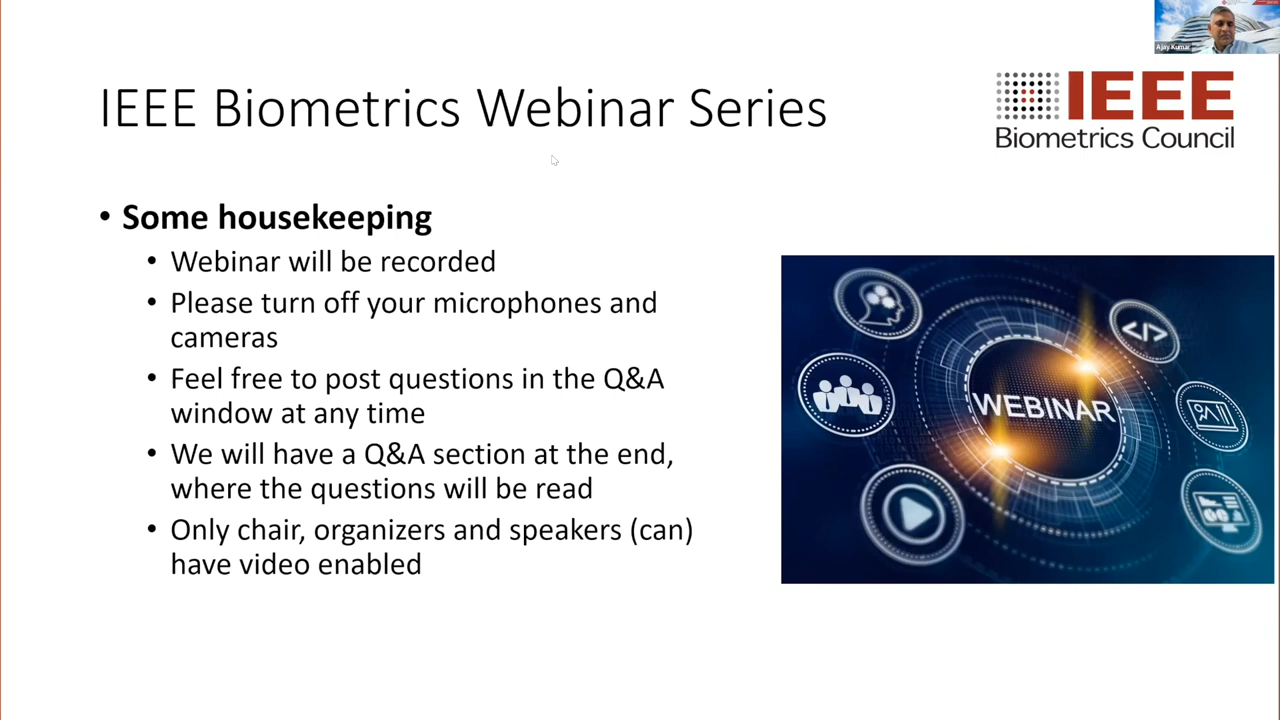 Ajay Kumar
IEEE Biometrics Webinar Series
IEEE
Biometrics Council
• Some housekeeping
• Webinar will be recorded
• Please turn off your microphones and
cameras
• Feel free to post questions in the Q&A
window at any time
• We will have a Q&A section at the end,
where the questions will be read
• Only chair, organizers and speakers (can)
have video enabled
</> 
WEBINAR